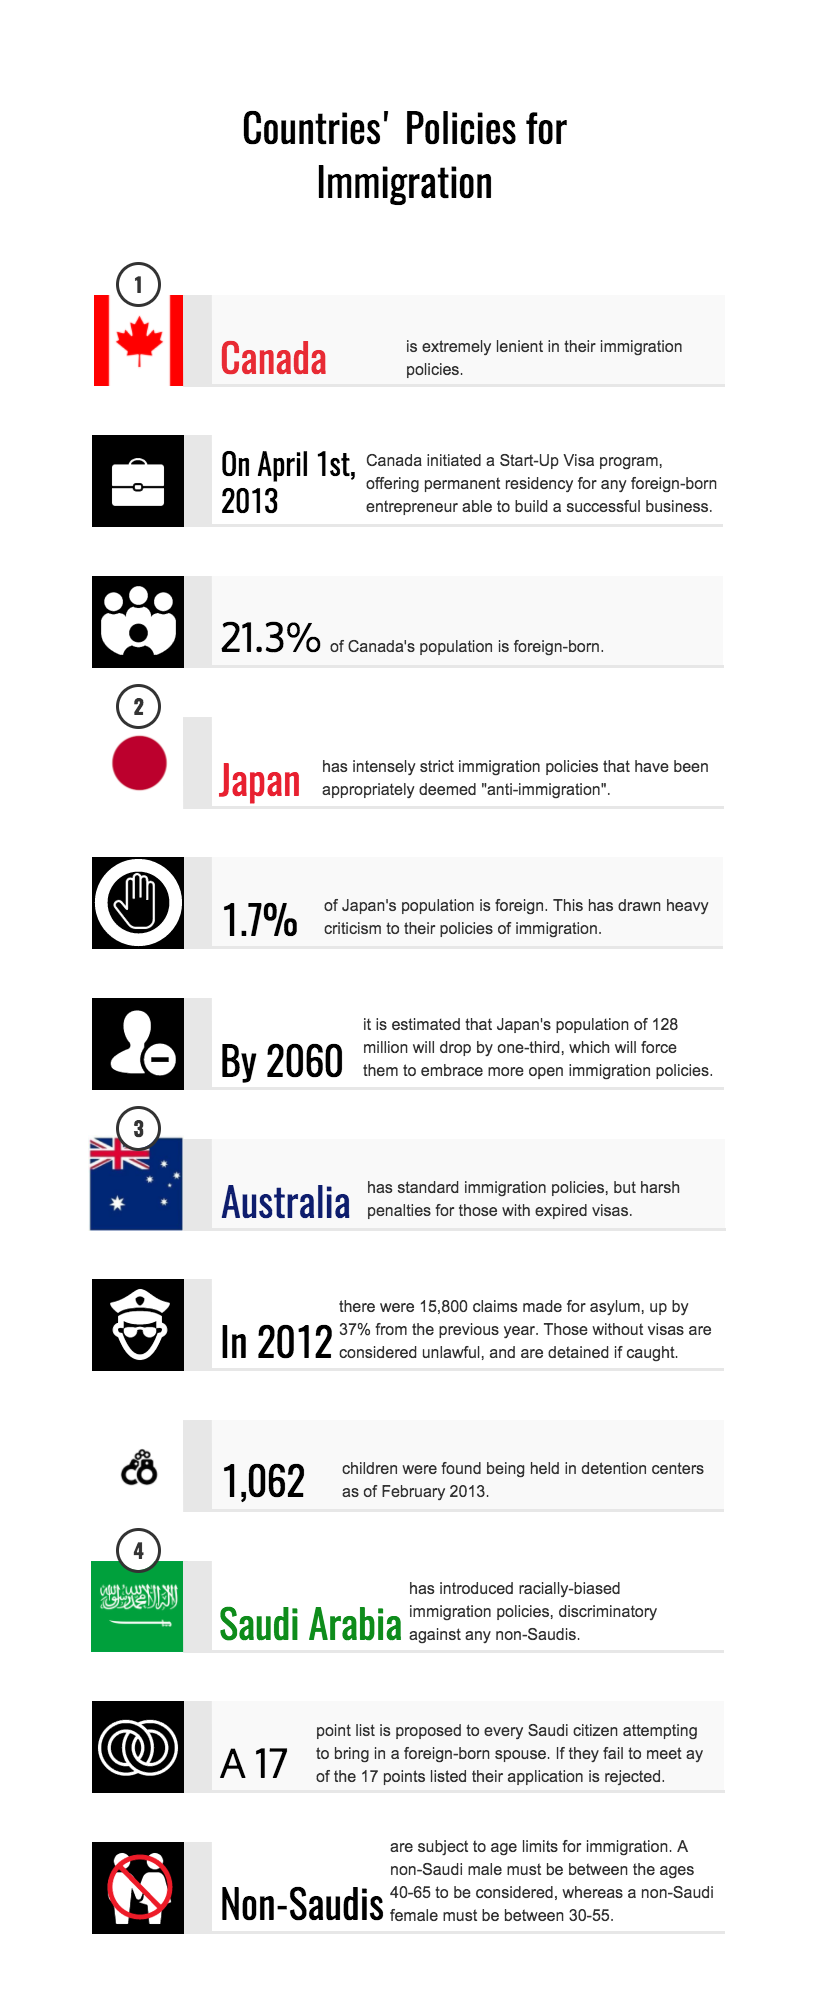 Countries' Policies for
Immigration
1
Canada
is extremely lenient in their immigration
policies.
On April 1st,
2013
Canada initiated a Start-Up Visa program,
offering permanent residency for any foreign-born
entrepreneur able to build a successful business.
21.3% of Canada's population is foreign-born.
2
Japan
has intensely strict immigration policies that have been
appropriately deemed "anti-immigration".
1.7%
of Japan's population is foreign. This has drawn heavy
criticism to their policies of immigration.
By 2060
it is estimated that Japan's population of 128
million will drop by one-third, which will force
them to embrace more open immigration policies.
3
Australia
has standard immigration policies, but harsh
penalties for those with expired visas.
In 2012
there were 15,800 claims made for asylum, up by
37% from the previous year. Those without visas are
considered unlawful, and are detained if caught.
1,062
children were found being held in detention centers
as of February 2013.
4
Saudi Arabia
has introduced racially-biased
immigration policies, discriminatory
against any non-Saudis.
A 17
point list is proposed to every Saudi citizen attempting
to bring in a foreign-born spouse. If they fail to meet ay
of the 17 points listed their application is rejected.
Non-Saudis
are subject to age limits for immigration. A
non-Saudi male must be between the ages
40-65 to be considered, whereas a non-Saudi
female must be between 30-55.